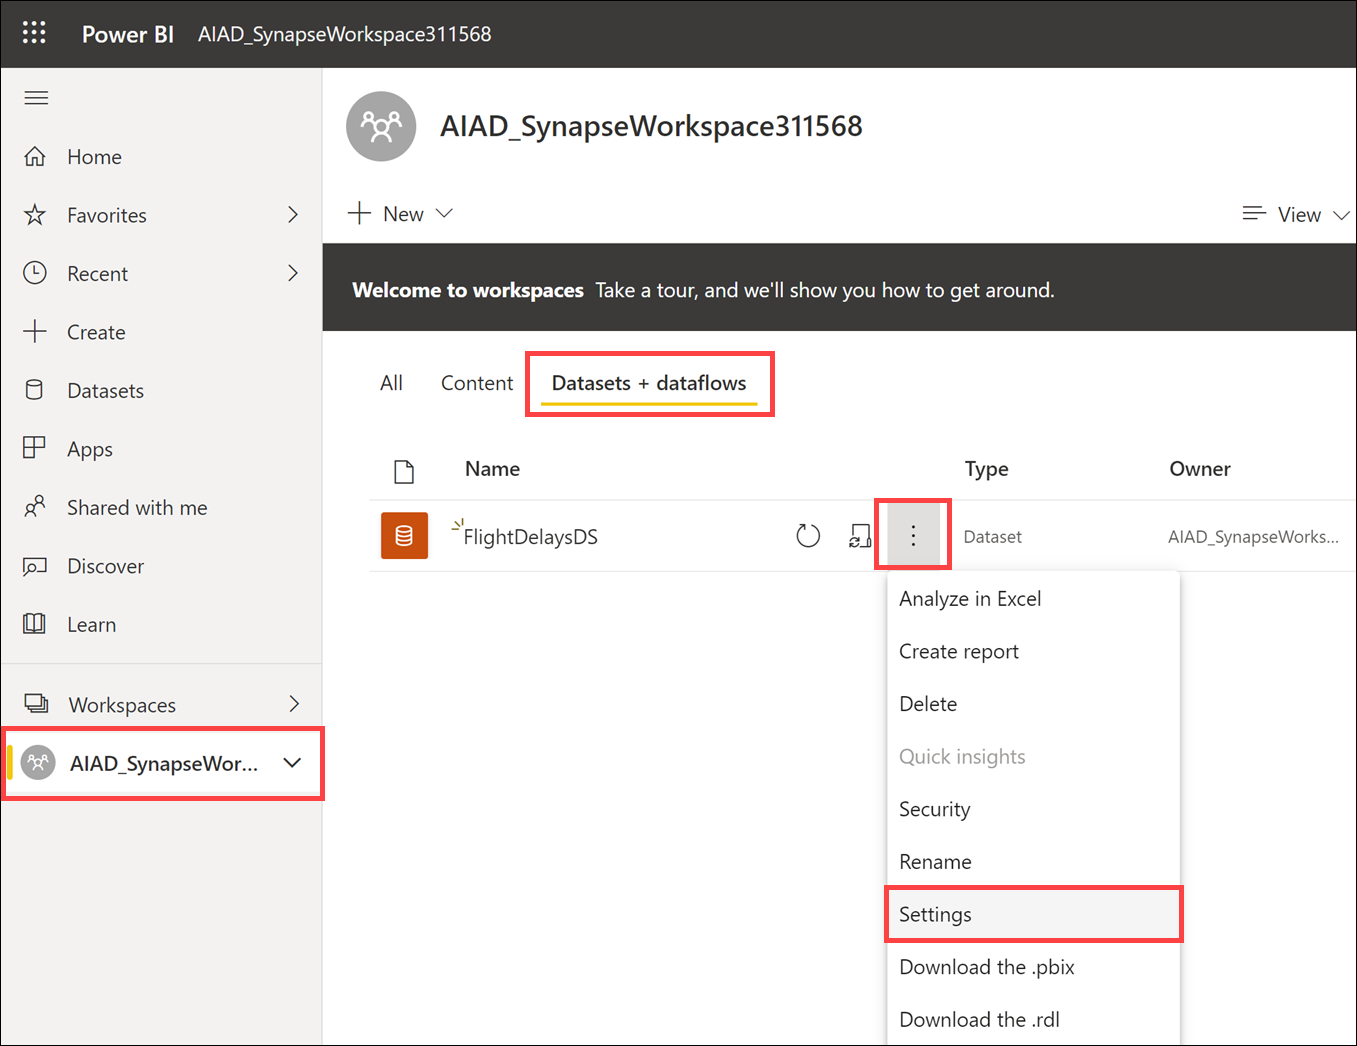 Power BI AIAD_SynapseWorkspace311568
Home
Favorites
Recent
Create
Datasets
Apps
Shared with me
Discover
Learn
Workspaces
AIAD_SynapseWor...
AIAD_SynapseWorkspace311568
New
View
Welcome to workspaces Take a tour, and we'll show you how to get around.
All Content Datasets + dataflows
Name Type Owner
FlightDelaysDS Dataset AIAD_SynapseWorks...
Analyze in Excel
Create report
Delete
Quick insights
Security
Rename
Settings
Download the .pbix
Download the .rdl